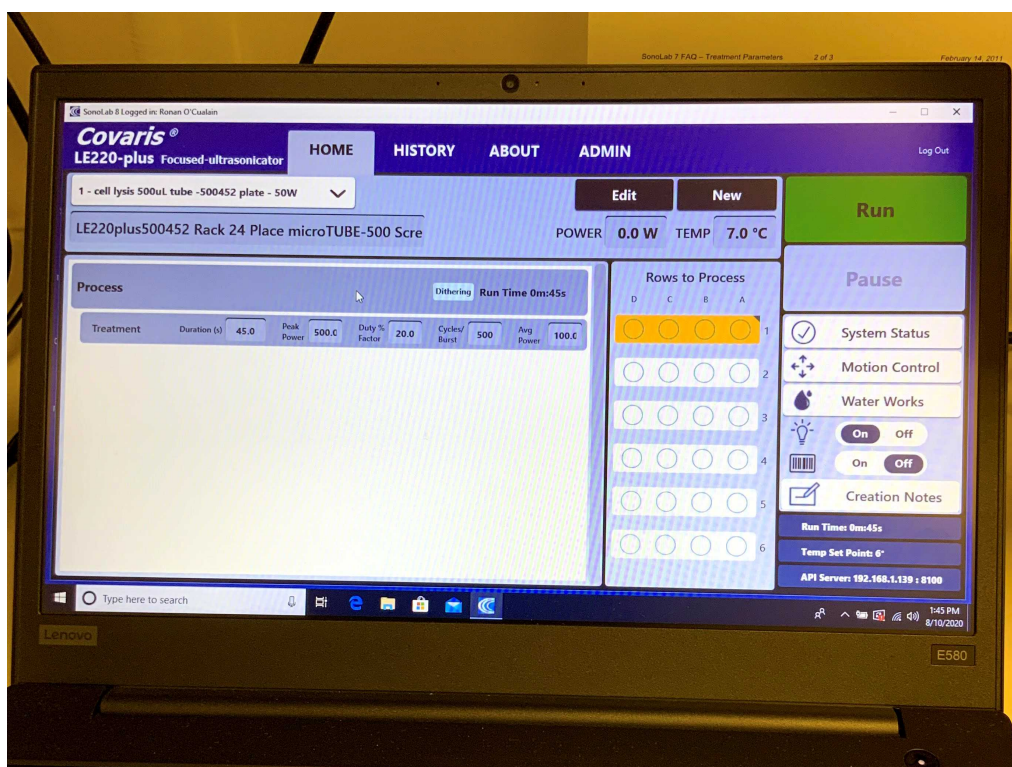 SonoLab 7 FAQ – Treatment Parameters 2 of 3 February 14, 2011
SonoLab 8 Logged in: Ronan O'Cualain
Covaris ®
LE220-plus Focused-ultrasonicator
HOME HISTORY ABOUT ADMIN
Log Out
1 - cell lysis 500uL tube -500452 plate - 50W
Edit New
Run
LE220plus500452 Rack 24 Place microTUBE-500 Scre
POWER 0.0 W TEMP 7.0 °C
Pause
Process
Dithering Run Time 0m:45s
Treatment Duration (s) 45.0 Peak Power 500.0 Duty % Factor 20.0 Cycles/ Burst 500 Avg Power 100.0
Rows to Process
D C B A
1
2
3
4
5
6
System Status
Motion Control
Water Works
On Off
On Off
Creation Notes
Run Time: 0m:45s
Temp Set Point: 6°
API Server: 192.168.1.139 : 8100
Type here to search
1:45 PM
8/10/2020
Lenovo
E580